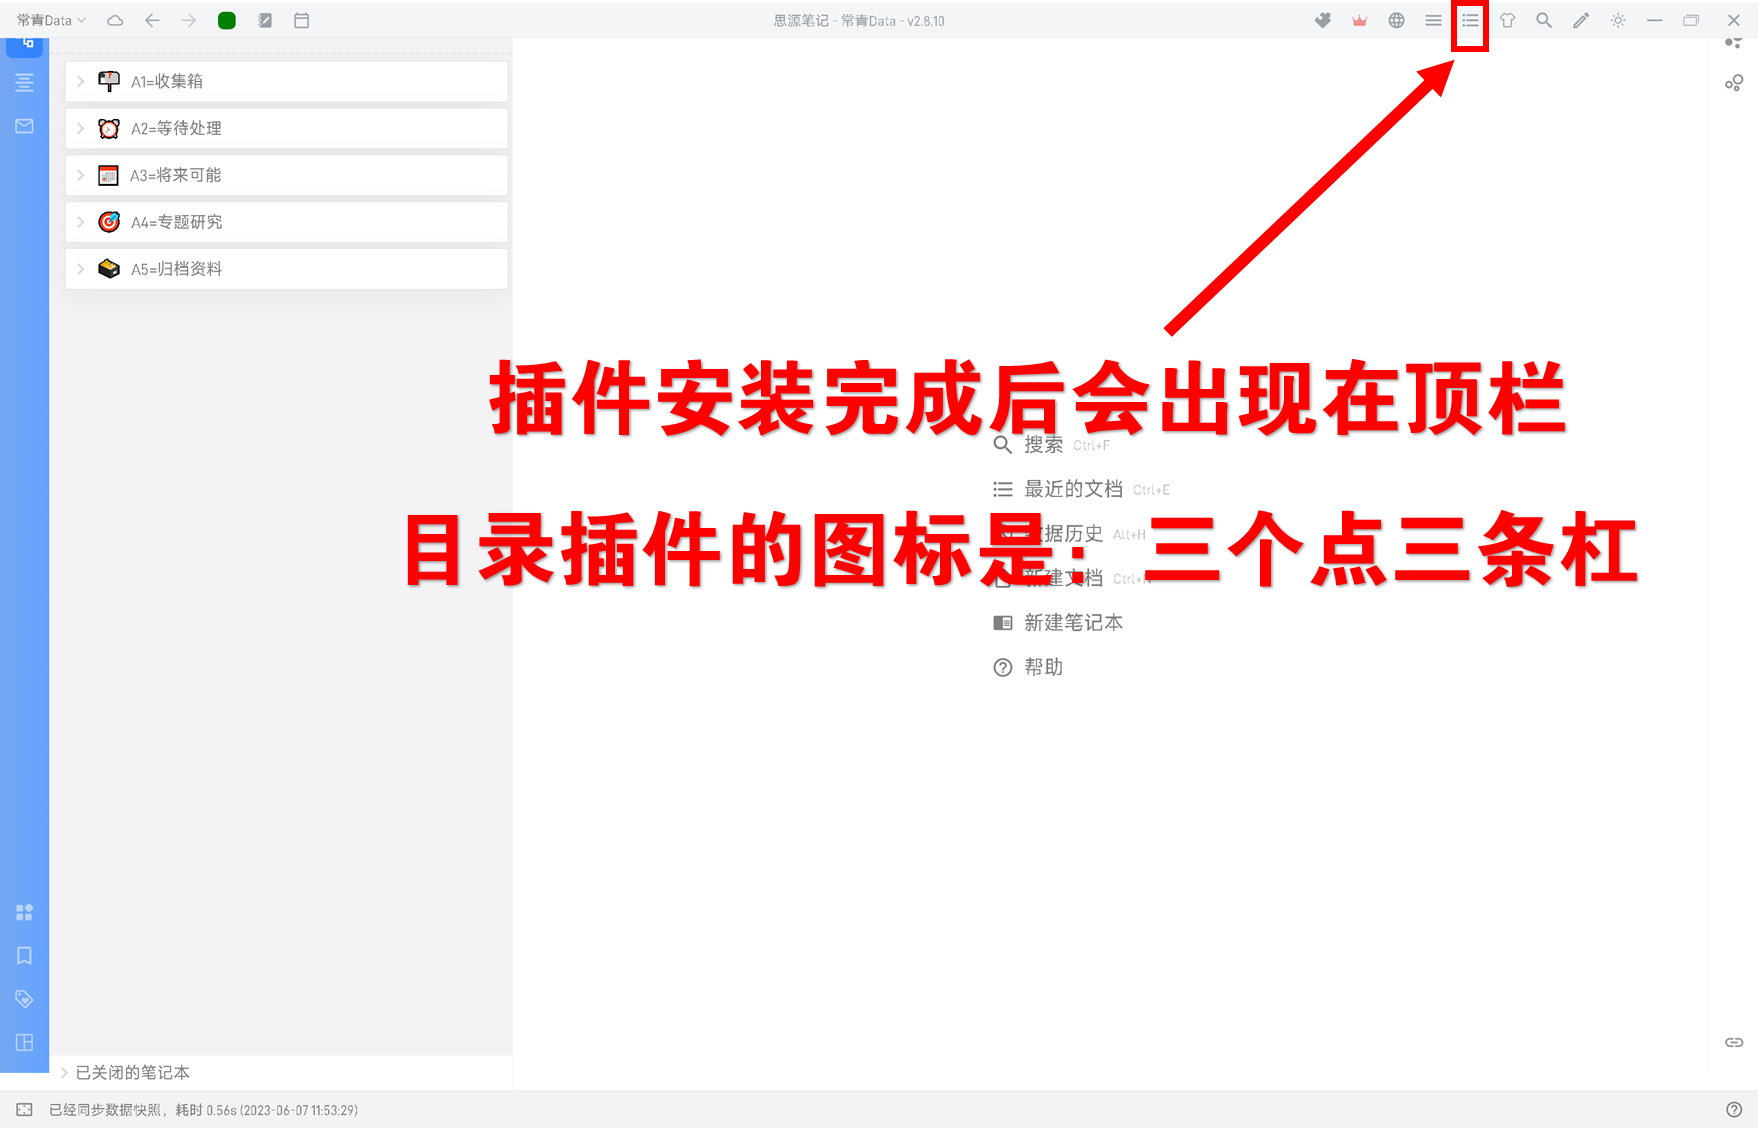 常青Data
思源笔记 - 常青Data - v2.8.10
A1=收集箱
A2=等待处理
A3=将来可能
A4=专题研究
A5=归档资料
插件安装完成后会出现在顶栏
搜索 Ctrl+F
最近的文档 Ctrl+E
目录插件的图标是：三个点三条杠
据历史 Alt+H
新建文档 Ctrl+N
新建笔记本
帮助
已关闭的笔记本
已经同步数据快照，耗时 0.56s (2023-06-07 11:53:29)